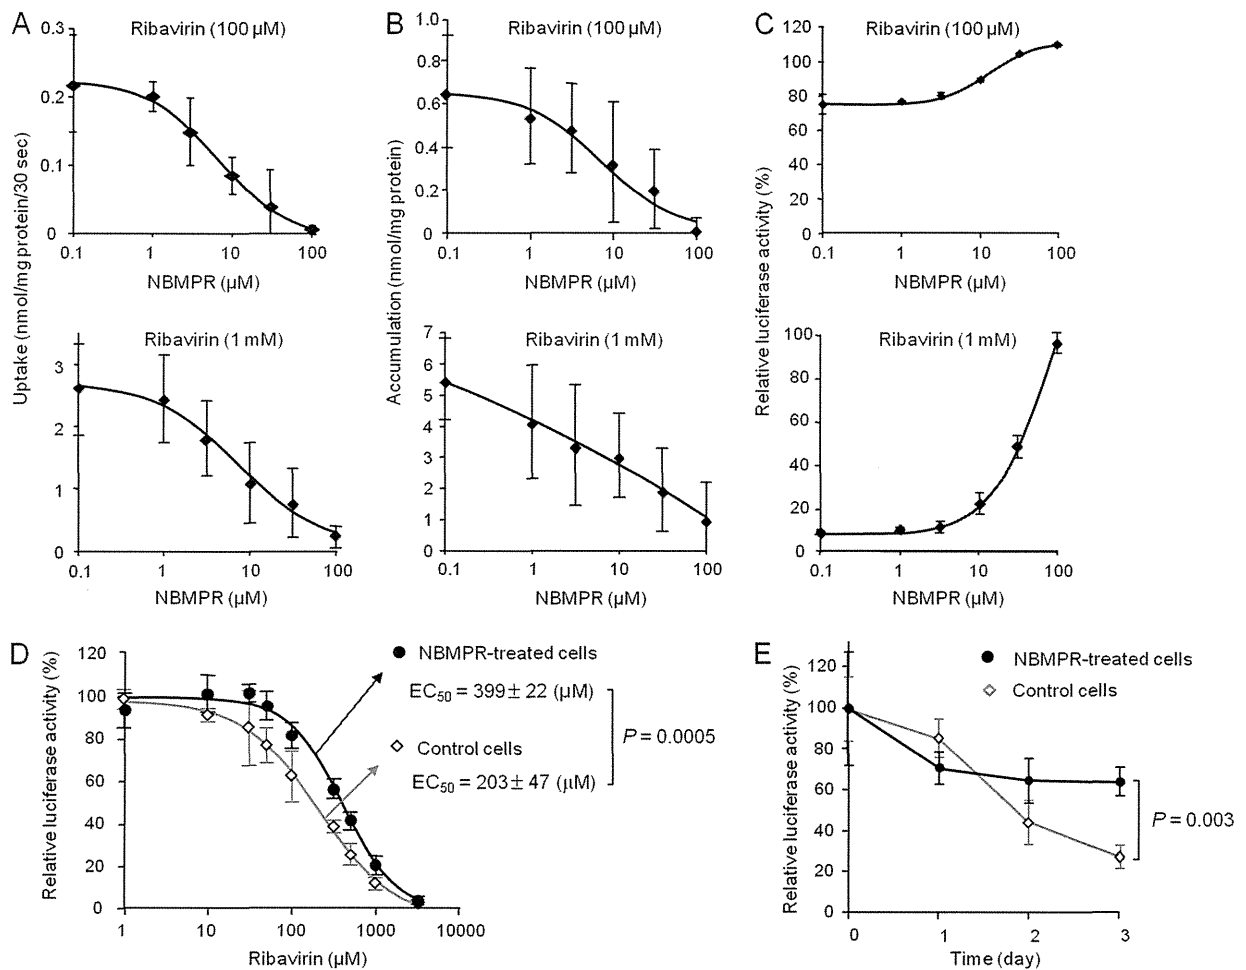 A
Ribavirin (100 µM)
0.3
0.2
0.1
0
0.1 1 10 100
NBMPR (µM)
Uptake (nmol/mg protein/30 sec)
Ribavirin (1 mM)
3
2
1
0
0.1 1 10 100
NBMPR (µM)
B
Ribavirin (100 µM)
1.0
0.8
0.6
0.4
0.2
0
0.1 1 10 100
NBMPR (µM)
Accumulation (nmol/mg protein)
Ribavirin (1 mM)
7
6
5
4
3
2
1
0
0.1 1 10 100
NBMPR (µM)
C
Ribavirin (100 µM)
120
100
80
60
40
20
0
0.1 1 10 100
NBMPR (µM)
Relative luciferase activity (%)
Ribavirin (1 mM)
100
80
60
40
20
0
0.1 1 10 100
NBMPR (µM)
D
Relative luciferase activity (%)
120
100
80
60
40
20
0
1 10 100 1000 10000
Ribavirin (µM)
NBMPR-treated cells
EC50 = 399± 22 (µM)
Control cells
EC50 = 203± 47 (µM)
P = 0.0005
E
Relative luciferase activity (%)
120
100
80
60
40
20
0
0 1 2 3
Time (day)
NBMPR-treated cells
Control cells
P = 0.003